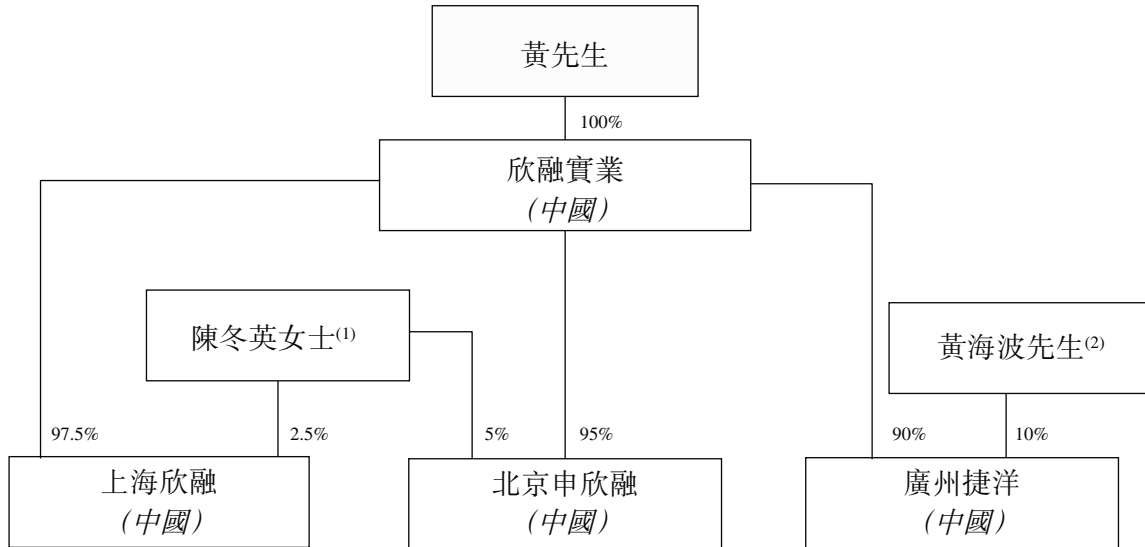 黃先生
100%
欣融實業
(中國)
陳冬英女士(1)
黃海波先生(2)
97.5%
2.5%
5%
95%
90%
10%
上海欣融
(中國)
北京申欣融
(中國)
廣州捷洋
(中國)